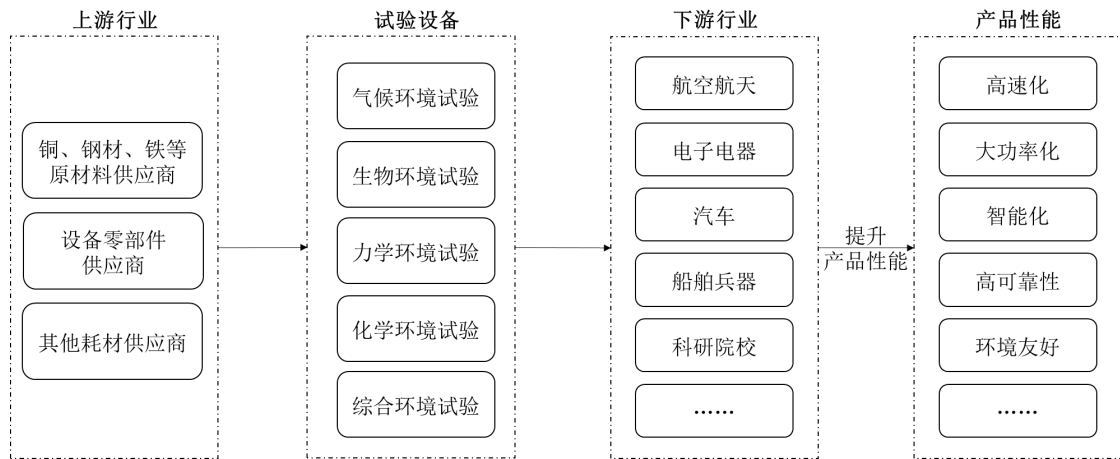 上游行业
铜、钢材、铁等
原材料供应商
设备零部件
供应商
其他耗材供应商
试验设备
气候环境试验
生物环境试验
力学环境试验
化学环境试验
综合环境试验
下游行业
航空航天
电子电器
汽车
船舶兵器
科研院校
……
提升
产品性能
产品性能
高速化
大功率化
智能化
高可靠性
环境友好
……